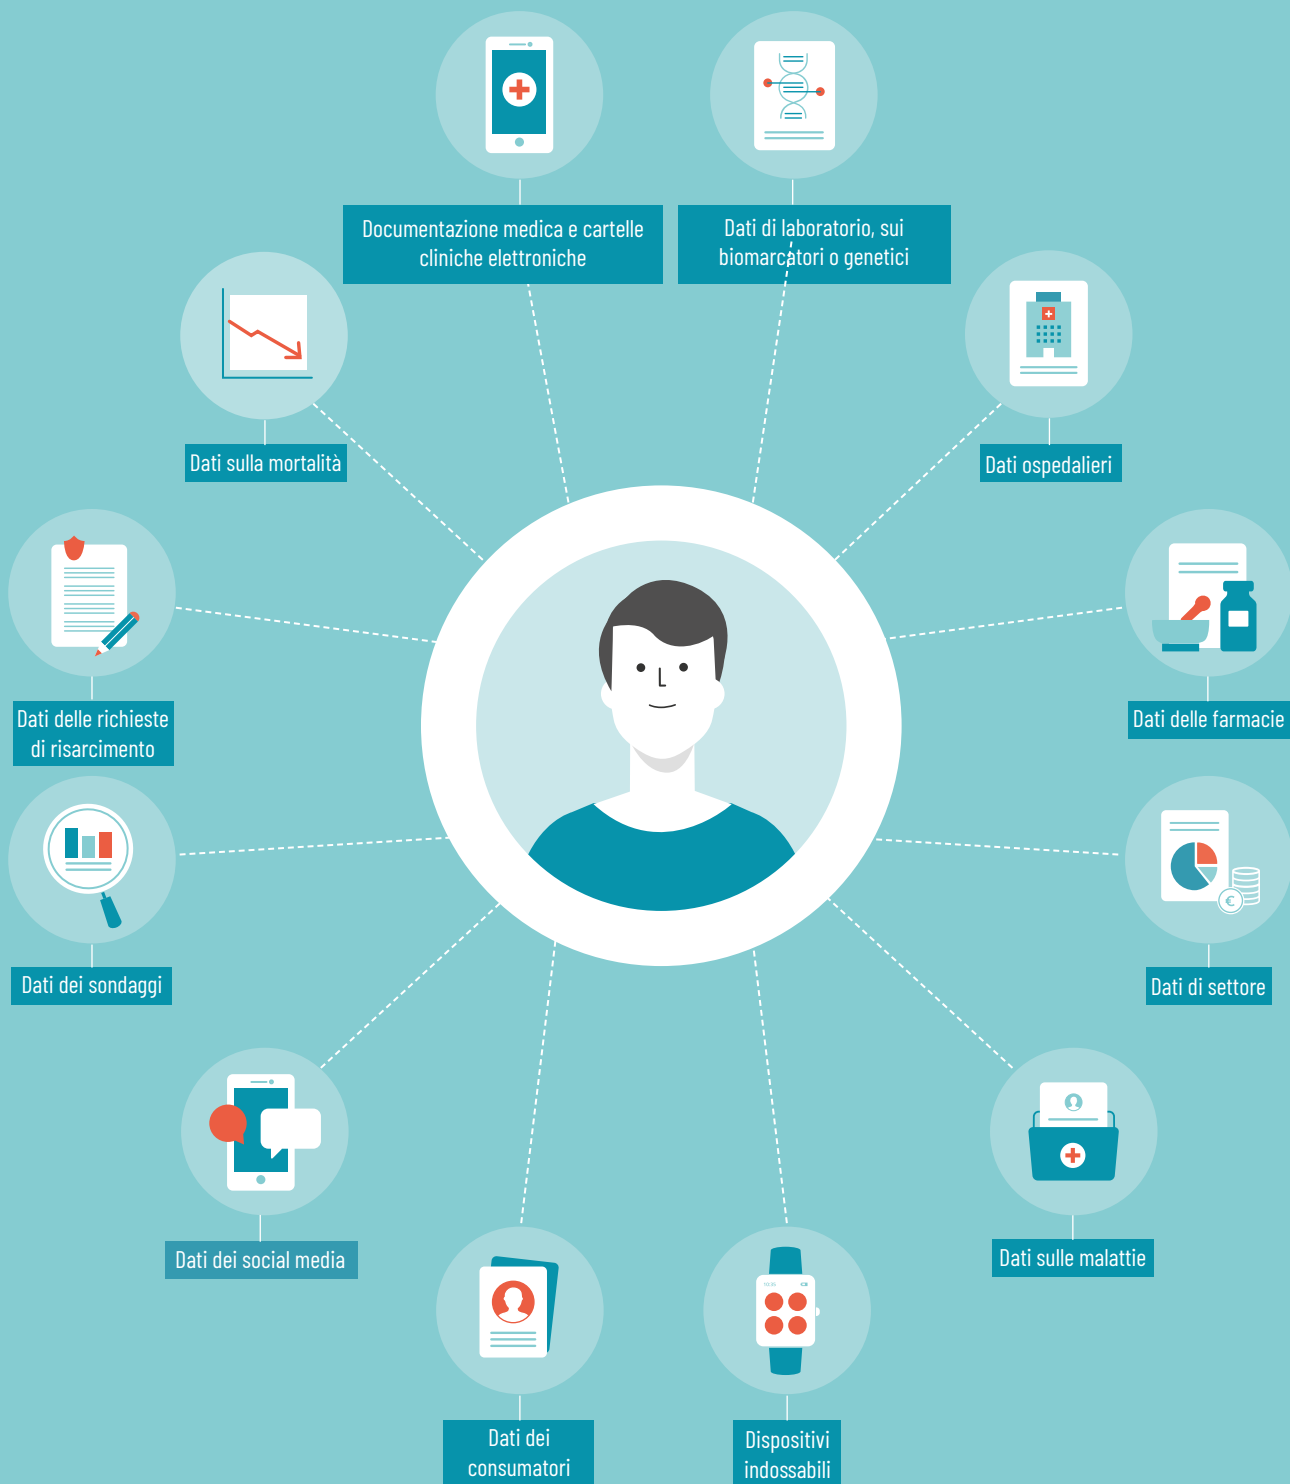 Documentazione medica e cartelle
cliniche elettroniche
Dati di laboratorio, sui
biomarcatori o genetici
Dati sulla mortalità
Dati ospedalieri
Dati delle richieste
di risarcimento
Dati delle farmacie
€
Dati dei sondaggi
Dati di settore
Dati dei social media
Dati sulle malattie
Dati dei
consumatori
Dispositivi
indossabili